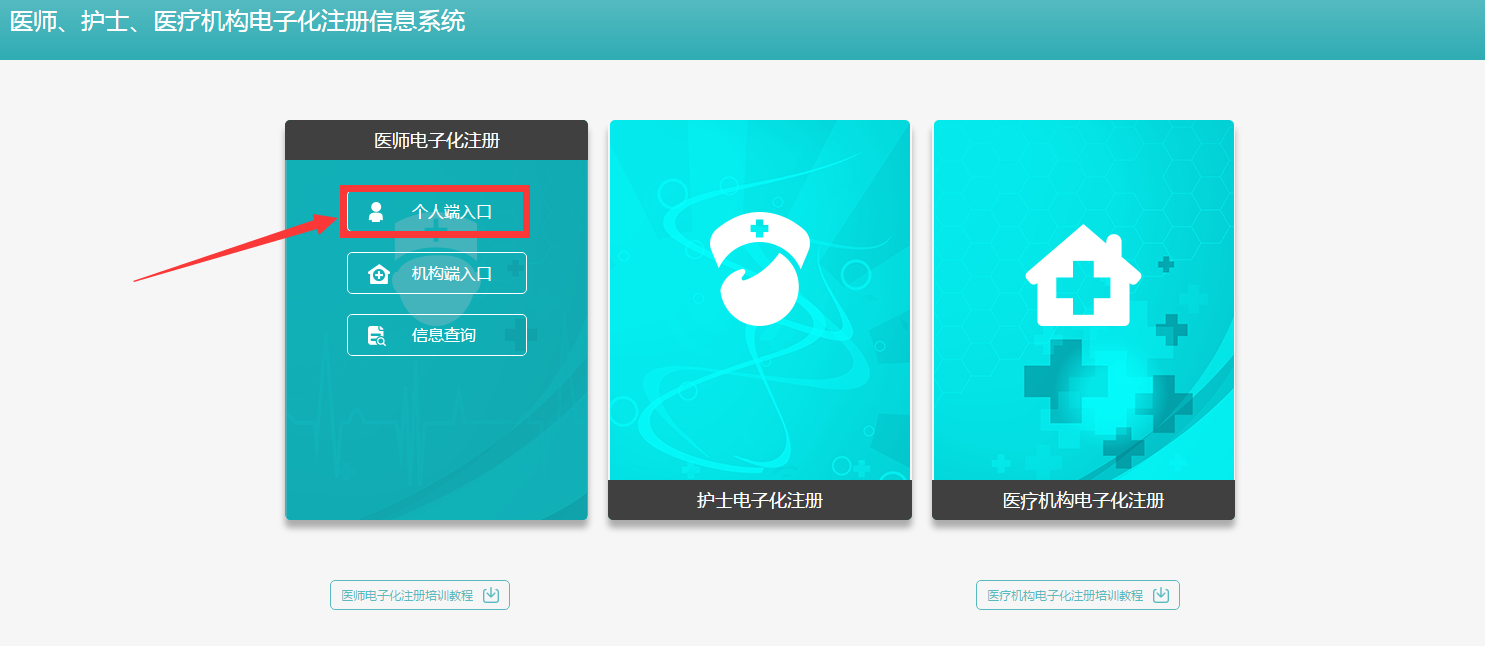 医师、护士、医疗机构电子化注册信息系统
医师电子化注册
个人端入口
机构端入口
信息查询
护士电子化注册
医疗机构电子化注册
医师电子化注册培训教程
医疗机构电子化注册培训教程